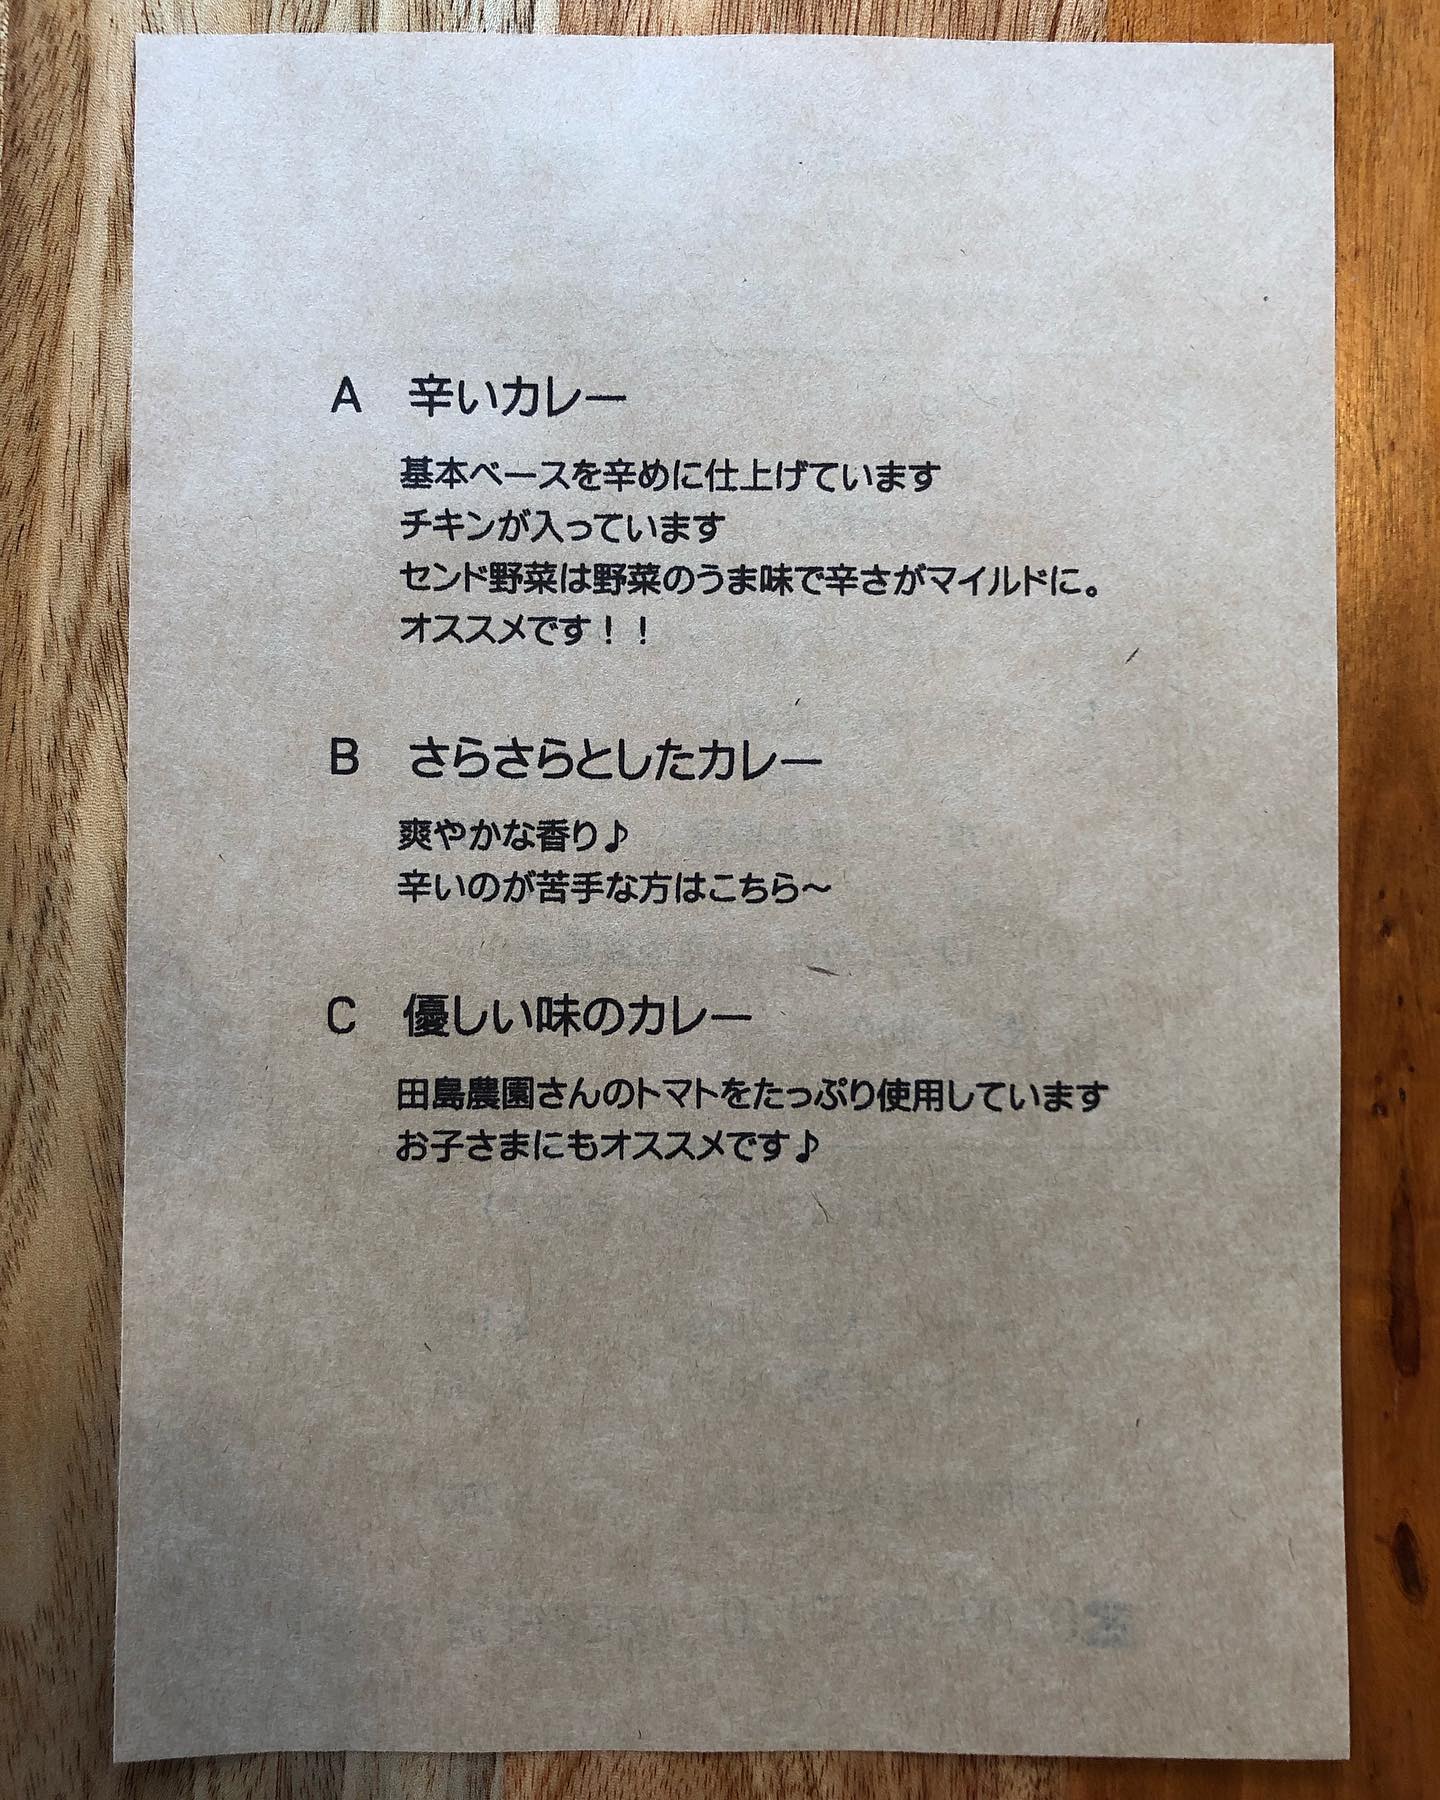 A 辛いカレー
基本ベースを辛めに仕上げています
チキンが入っています
センド野菜は野菜のうま味で辛さがマイルドに。
オススメです！！
B さらさらとしたカレー
爽やかな香り♪
辛いのが苦手な方はこちら～
C 優しい味のカレー
田島農園さんのトマトをたっぷり使用しています
お子さまにもオススメです♪